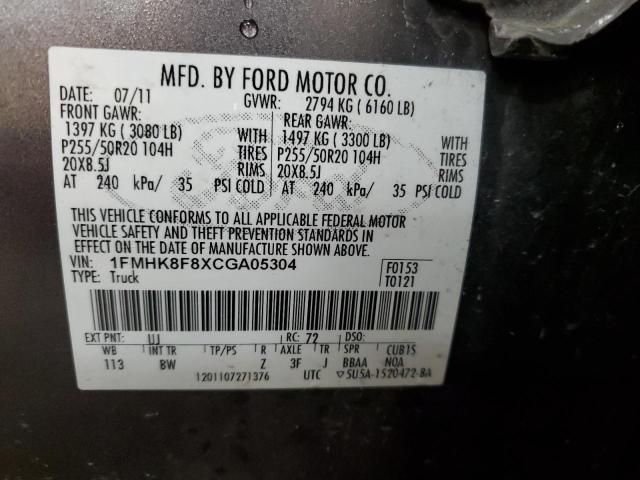 MFD. BY FORD MOTOR CO.
DATE: 07/11 GVWR: 2794 KG ( 6160 LB)
FRONT GAWR: REAR GAWR:
1397 KG ( 3080 LB) WITH 1497 KG ( 3300 LB) WITH
P255/50R20 104H TIRES P255/50R20 104H TIRES
20X8.5J RIMS 20X8.5J RIMS
AT 240 kPa/ 35 PSI COLD AT 240 kPa/ 35 PSI COLD
THIS VEHICLE CONFORMS TO ALL APPLICABLE FEDERAL MOTOR
VEHICLE SAFETY AND THEFT PREVENTION STANDARDS IN
EFFECT ON THE DATE OF MANUFACTURE SHOWN ABOVE.
VIN: 1FMHK8F8XCGA05304 F0153
TYPE: Truck T0121
EXT PNT: UJ RC: 72 DSO:
WB INT TR TP/PS R AXLE TR SPR CUB1S
113 BW Z 3F J BBAA N0A
1201107271376 UTC ▽5U5A-1520472-BA